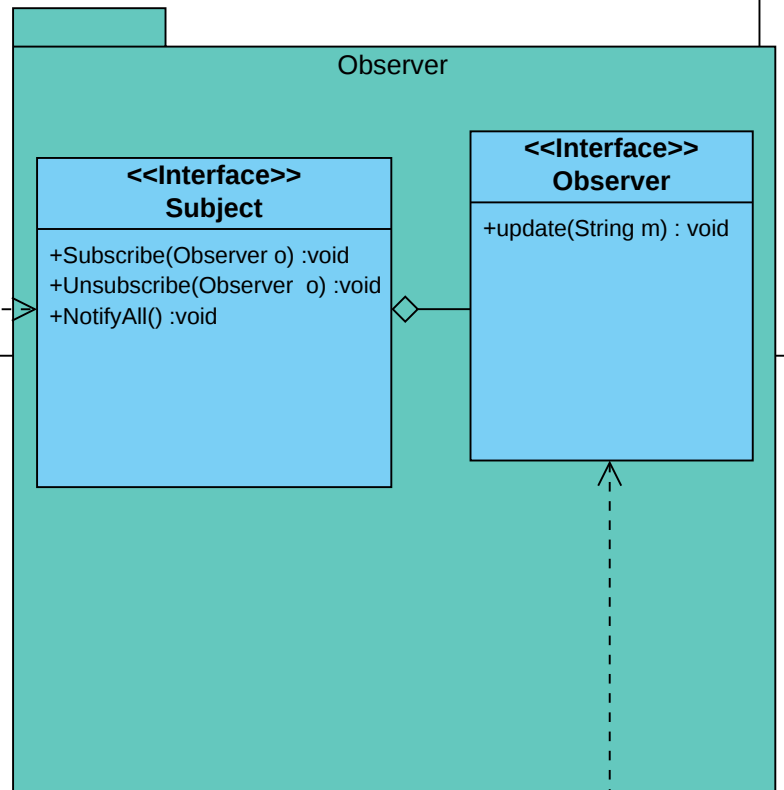 Observer
<<Interface>>
Subject
+Subscribe(Observer o) :void
+Unsubscribe(Observer  o) :void
+NotifyAll() :void
<<Interface>>
Observer
+update(String m) : void